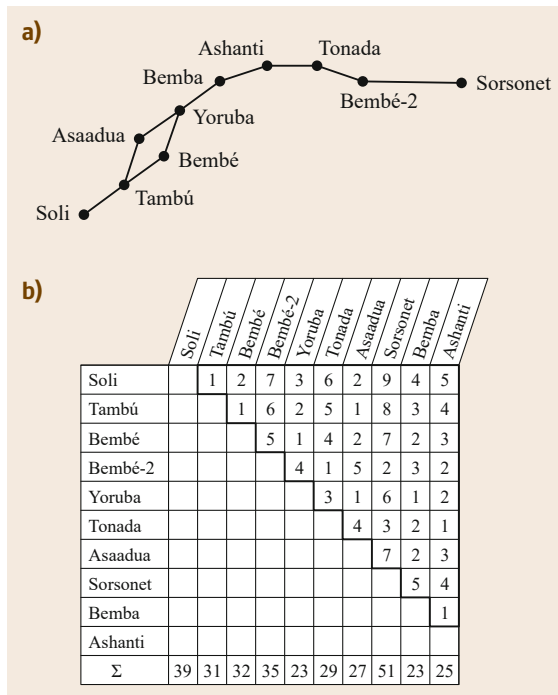 a)
Ashanti Tonada
Bemba Sorsonet
Bembé-2
Yoruba
Asaadua
Bembé
Tambú
Soli
b)
Soli Tambú Bembé Bembé-2 Yoruba Tonada Asaadua Sorsonet Bemba Ashanti
Soli 1 2 7 3 6 2 9 4 5
Tambú 1 6 2 5 1 8 3 4
Bembé 5 1 4 2 7 2 3
Bembé-2 4 1 5 2 3 2
Yoruba 3 1 6 1 2
Tonada 4 3 2 1
Asaadua 7 2 3
Sorsonet 5 4
Bemba 1
Ashanti
Σ 39 31 32 35 23 29 27 51 23 25